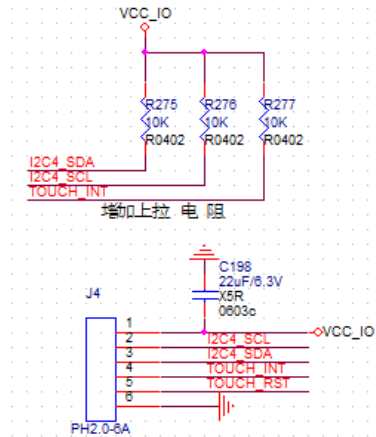 VCC_IO
R275 R276 R277
10K 10K 10K
R0402 R0402 R0402
I2C4_SDA
I2C4_SCL
TOUCH_INT
增加上拉 电 阻
C198
22uF/6.3V
X5R
0603c
J4
1
VCC_IO
2 I2C4_SCL
3 I2C4_SDA
4 TOUCH_INT
5 TOUCH_RST
6
PH2.0-6A